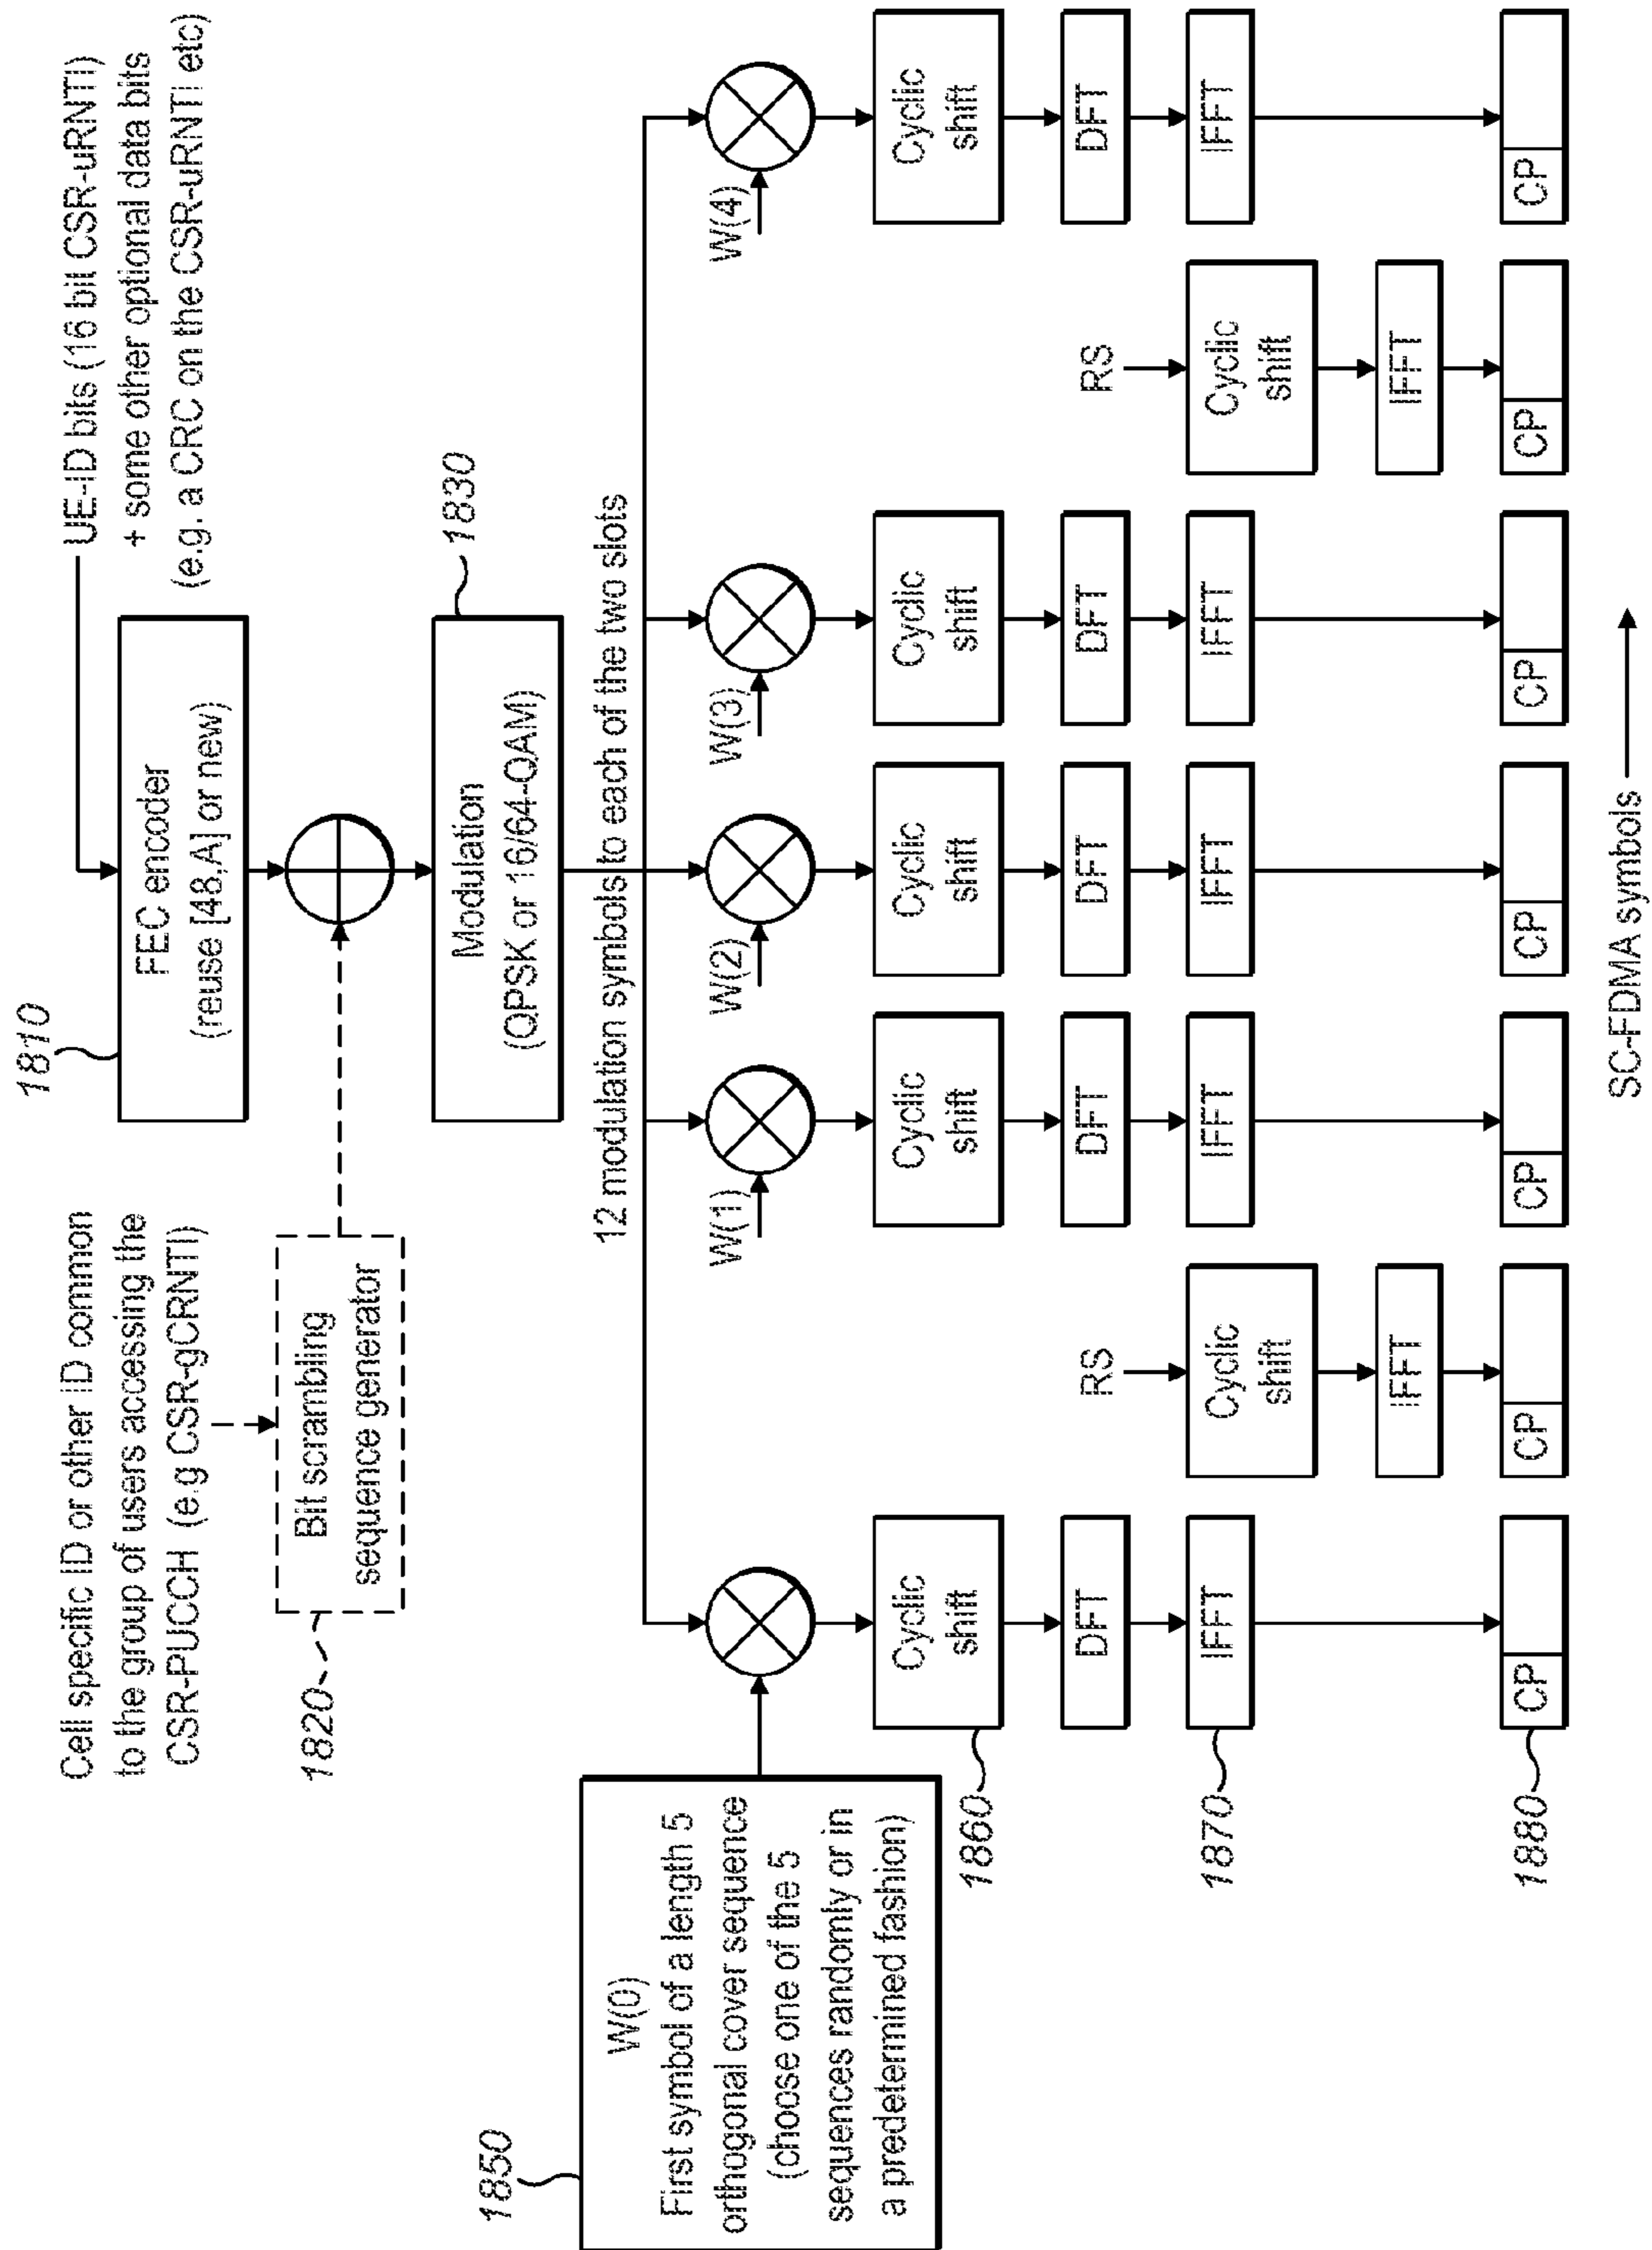 Cell specific ID or other ID common
to the group of users accessing the
CSR-PUCCH (e.g CSR-gCRNTI)
UE-ID bits (16 bit CSR-uRNTI)
+ some other optional data bits
(e.g. a CRC on the CSR-uRNTI etc)
1810
FEC encoder
(reuse [48,A] or new)
1820
Bit scrambling
sequence generator
1830
Modulation
(QPSK or 16/64-QAM)
12 modulation symbols to each of the two slots
1850
W(0)
First symbol of a length 5
orthogonal cover sequence
(choose one of the 5
sequences randomly or in
a predetermined fashion)
W(1)
W(2)
W(3)
W(4)
1860
Cyclic
shift
Cyclic
shift
Cyclic
shift
Cyclic
shift
Cyclic
shift
DFT
DFT
DFT
DFT
DFT
RS
RS
Cyclic
shift
Cyclic
shift
1870
IFFT
IFFT
IFFT
IFFT
IFFT
IFFT
IFFT
1880
CP
CP
CP
CP
CP
CP
CP
SC-FDMA symbols